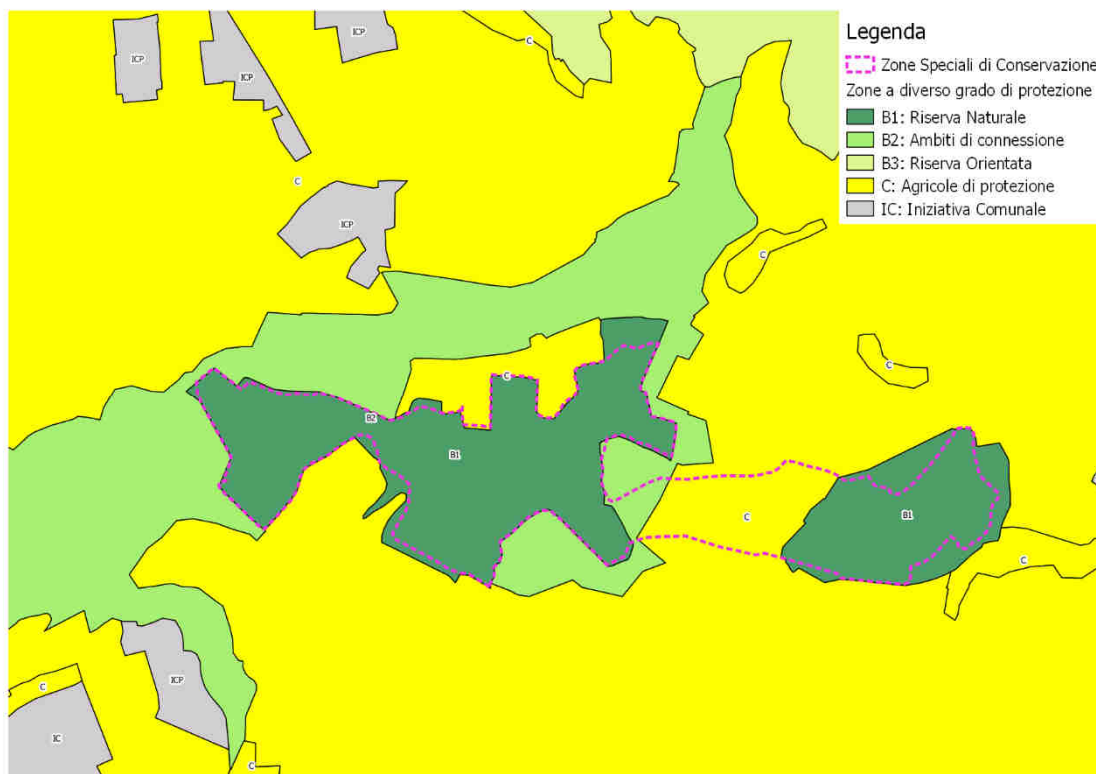 Legenda
Zone Speciali di Conservazione
Zone a diverso grado di protezione
B1: Riserva Naturale
B2: Ambiti di connessione
B3: Riserva Orientata
C: Agricole di protezione
IC: Iniziativa Comunale
ICP
ICP
C
ICP
C
ICP
C
C
C
B2
B1
C
B1
C
C
ICP
IC
C